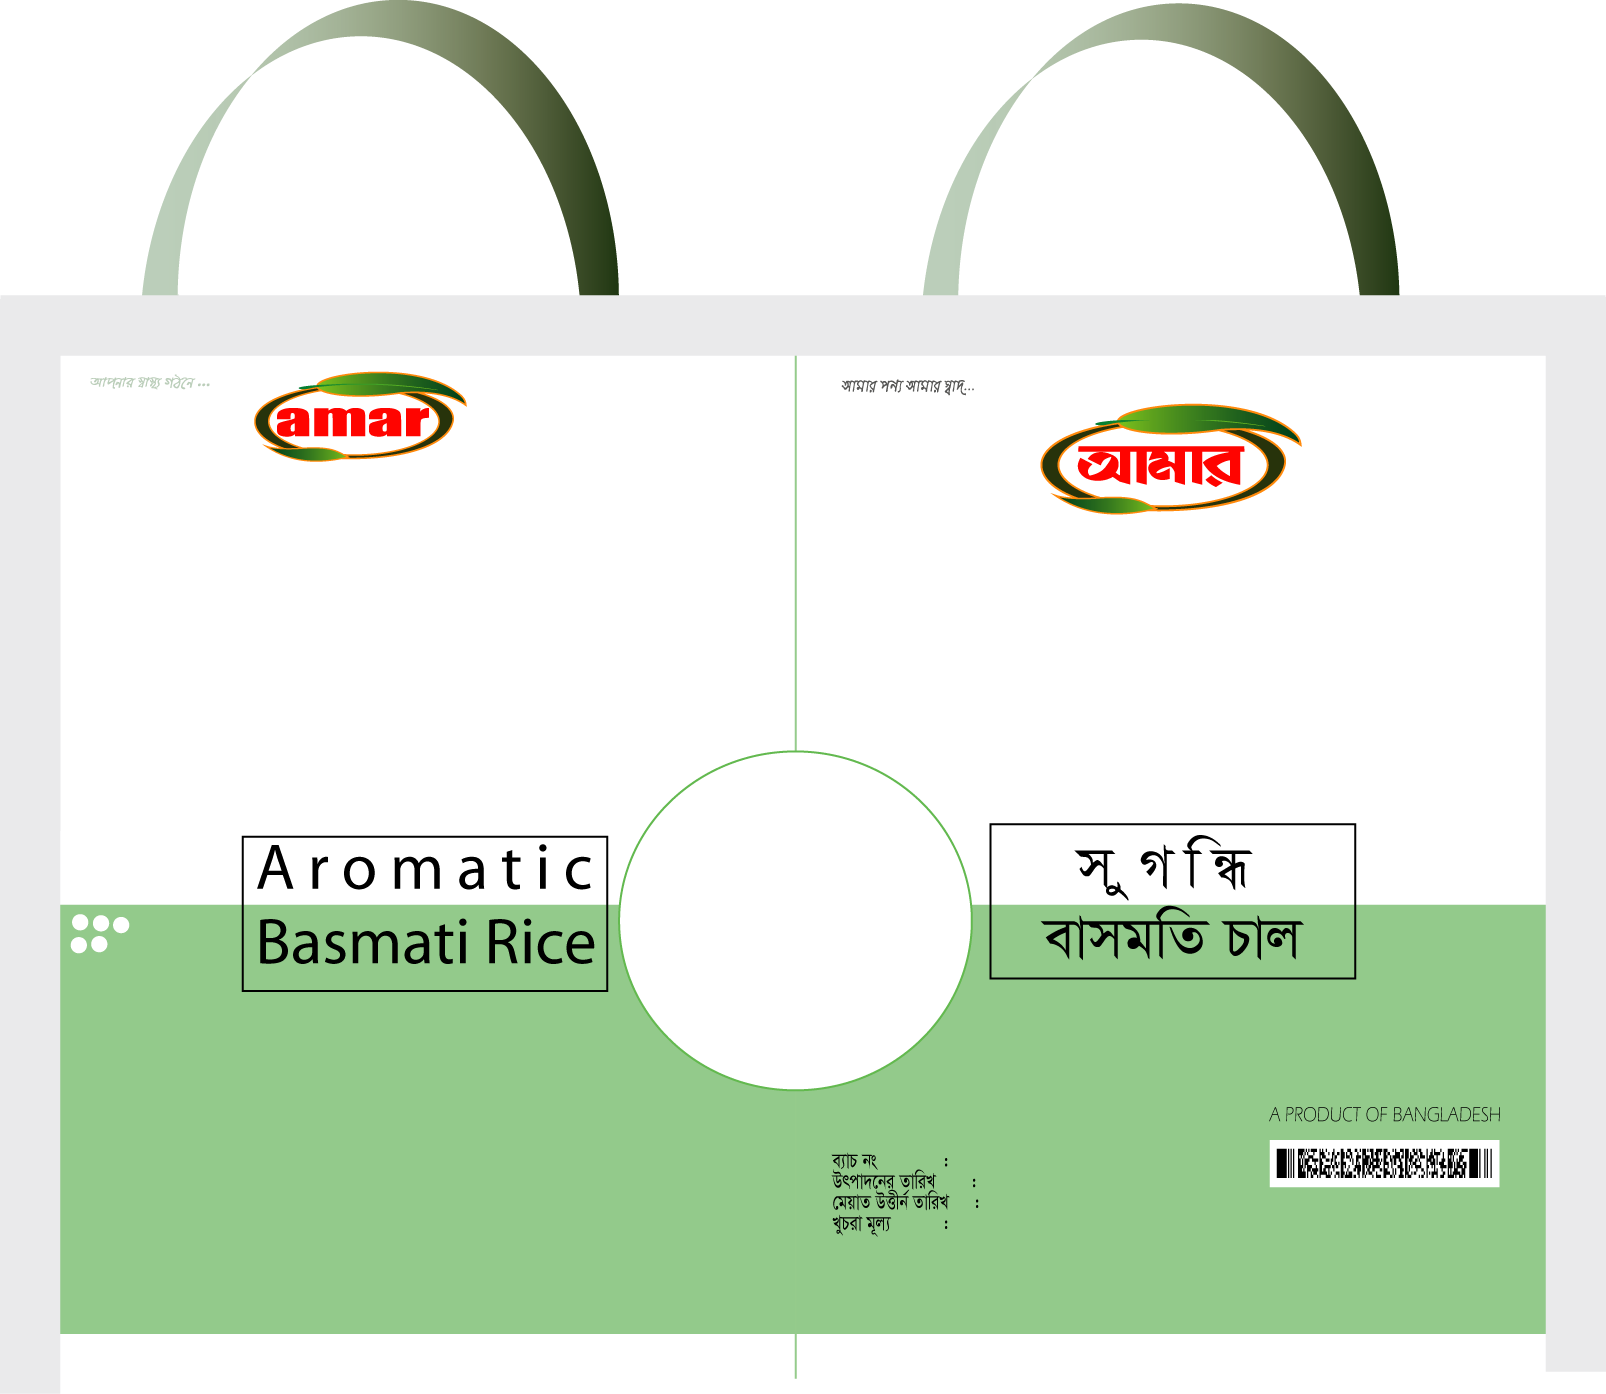 আপনার স্বাস্থ্য গঠনে ...
amar
Aromatic
Basmati Rice
আমার পন্য আমার স্বাদ...
আমার
সুগন্ধি
বাসমতি চাল
A PRODUCT OF BANGLADESH
ব্যাচ নং :
উৎপাদনের তারিখ :
মেয়াত উত্তীর্ন তারিখ :
খুচরা মূল্য :